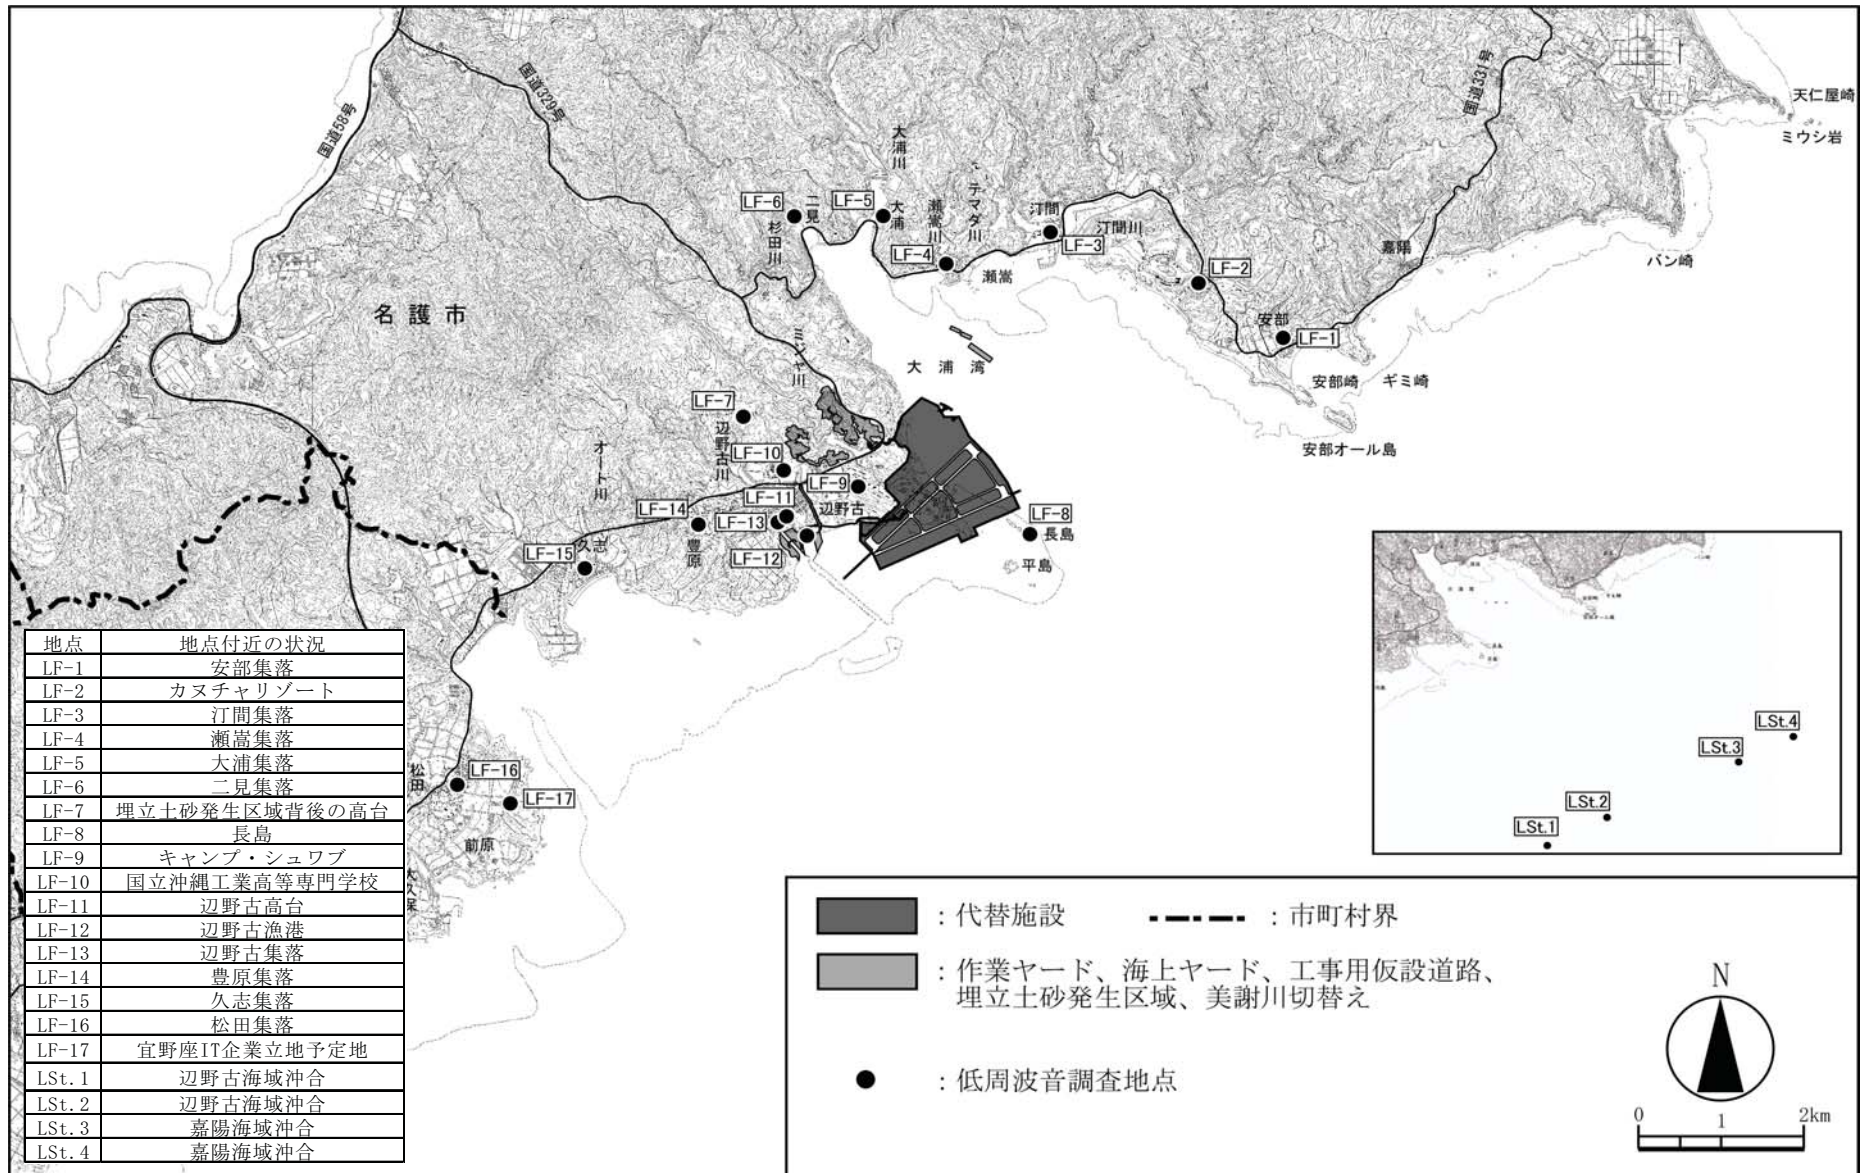 国道58号
国道329号
国道331号
天仁屋崎
ミウシ岩
バン崎
嘉陽
大浦川
テマダ川
瀬嵩川
汀間
汀間川
LF-6
二見
杉田川
LF-5
大浦
LF-4
瀬嵩
LF-3
LF-2
安部
LF-1
安部崎
ギミ崎
安部オール島
名護市
大浦湾
LF-7
辺野古川
オート川
LF-10
LF-9
LF-11
辺野古
LF-14
LF-13
LF-12
豊原
LF-8
長島
平島
LF-15
久志
松田
LF-16
LF-17
前原
大久保
LSt.4
LSt.3
LSt.2
LSt.1
地点 地点付近の状況
LF-1 安部集落
LF-2 カヌチャリゾート
LF-3 汀間集落
LF-4 瀬嵩集落
LF-5 大浦集落
LF-6 二見集落
LF-7 埋立土砂発生区域背後の高台
LF-8 長島
LF-9 キャンプ・シュワブ
LF-10 国立沖縄工業高等専門学校
LF-11 辺野古高台
LF-12 辺野古漁港
LF-13 辺野古集落
LF-14 豊原集落
LF-15 久志集落
LF-16 松田集落
LF-17 宜野座IT企業立地予定地
LSt.1 辺野古海域沖合
LSt.2 辺野古海域沖合
LSt.3 嘉陽海域沖合
LSt.4 嘉陽海域沖合
：代替施設
：市町村界
：作業ヤード、海上ヤード、工事用仮設道路、
埋立土砂発生区域、美謝川切替え
：低周波音調査地点
N
0 1 2km